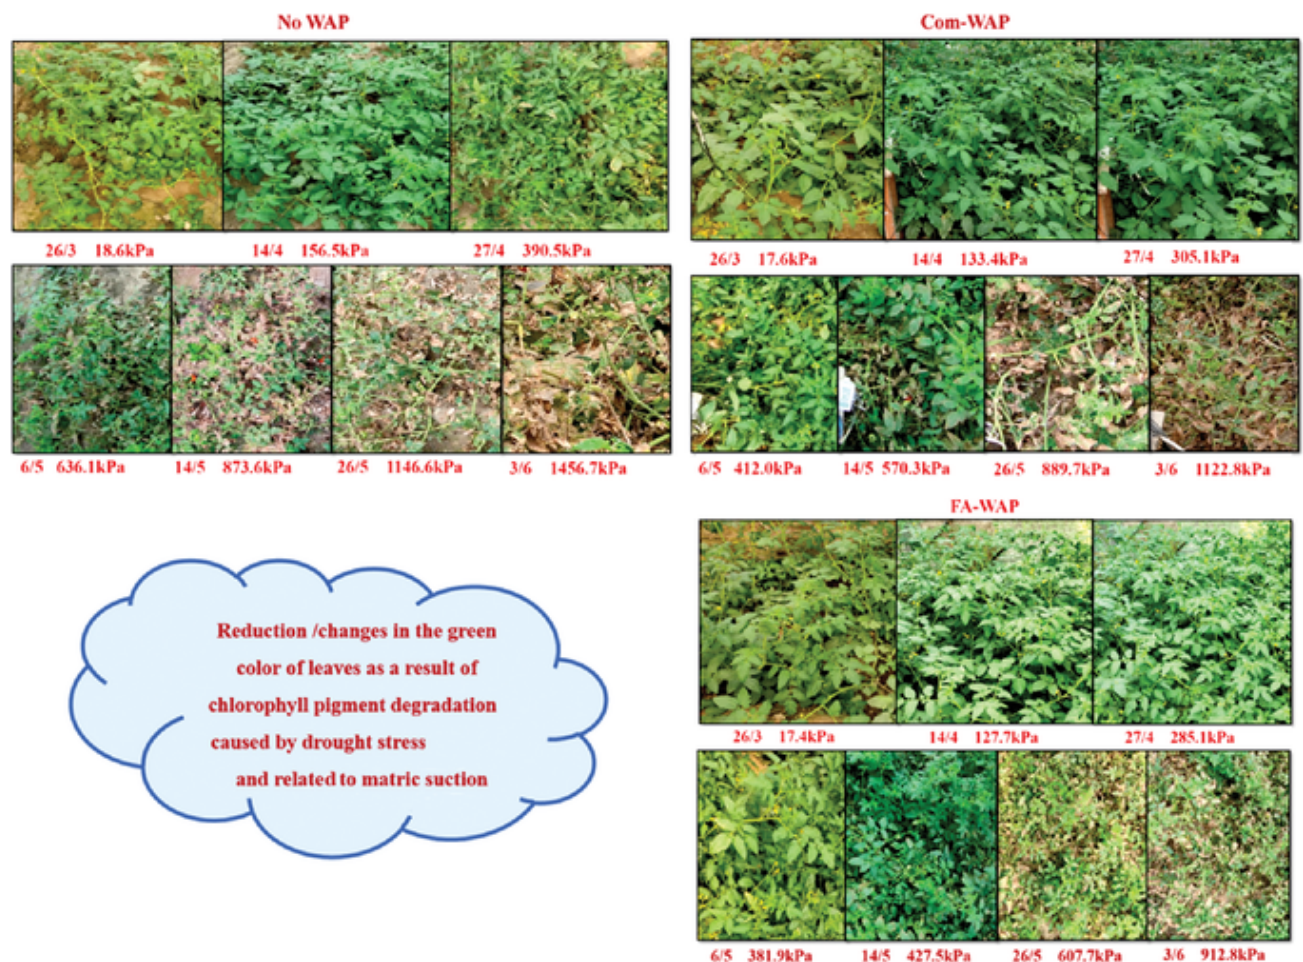 No WAP
26/3 18.6kPa 14/4 156.5kPa 27/4 390.5kPa
6/5 636.1kPa 14/5 873.6kPa 26/5 1146.6kPa 3/6 1456.7kPa
Com-WAP
26/3 17.6kPa 14/4 133.4kPa 27/4 305.1kPa
6/5 412.0kPa 14/5 570.3kPa 26/5 889.7kPa 3/6 1122.8kPa
Reduction /changes in the green
color of leaves as a result of
chlorophyll pigment degradation
caused by drought stress
and related to matric suction
FA-WAP
26/3 17.4kPa 14/4 127.7kPa 27/4 285.1kPa
6/5 381.9kPa 14/5 427.5kPa 26/5 607.7kPa 3/6 912.8kPa